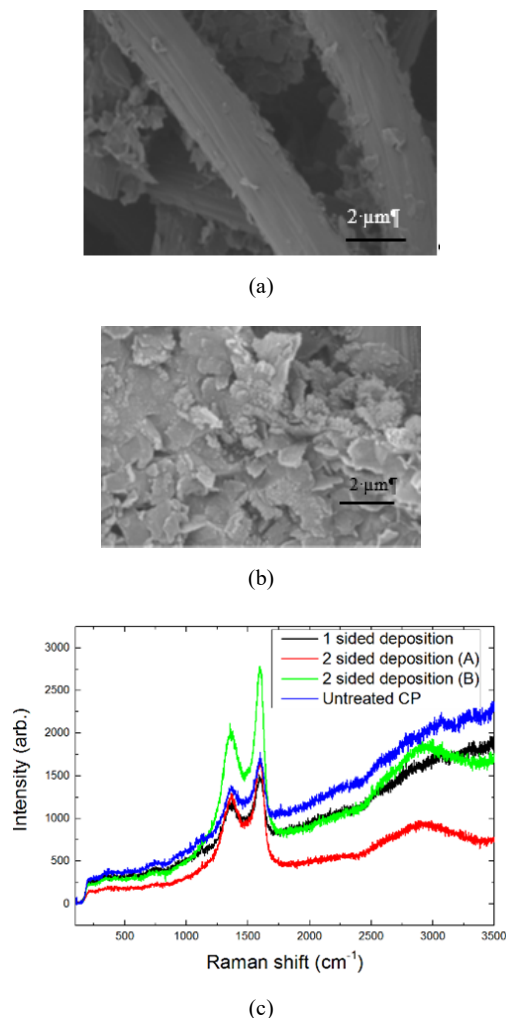 2·µm¶
(a)
2·µm¶
(b)
3000
2500
2000
1500
1000
500
0
Intensity (arb.)
1 sided deposition
2 sided deposition (A)
2 sided deposition (B)
Untreated CP
500 1000 1500 2000 2500 3000 3500
Raman shift (cm⁻¹)
(c)